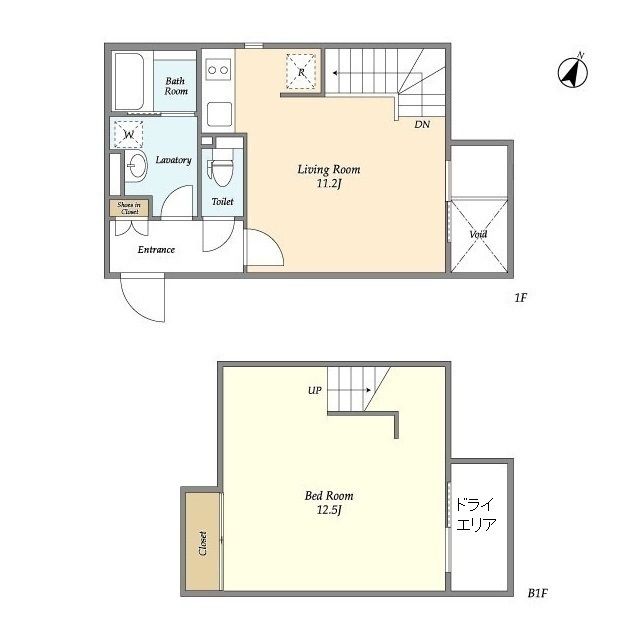 N
Bath
Room
R
W
Lavatory
DN
Living Room
11.2J
Toilet
Shoes in
Closet
Void
Entrance
1F
UP
Bed Room
12.5J
ドライ
エリア
Closet
B1F